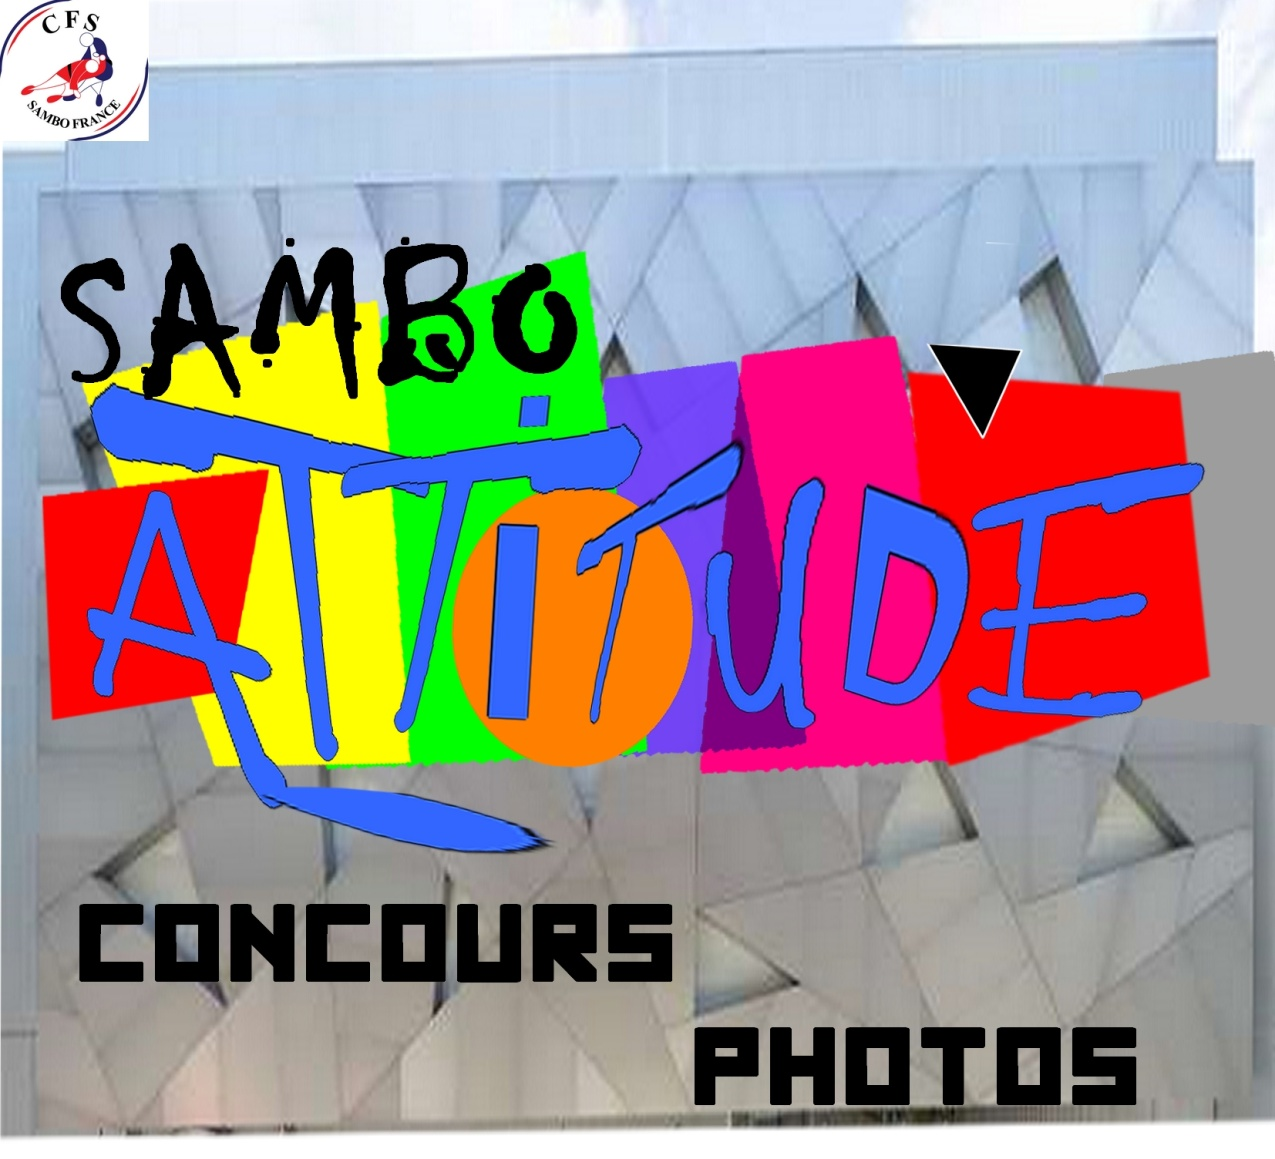 CFS
SAMBO FRANCE
SAMBO
ATTITUDE
CONCOURS
PHOTOS